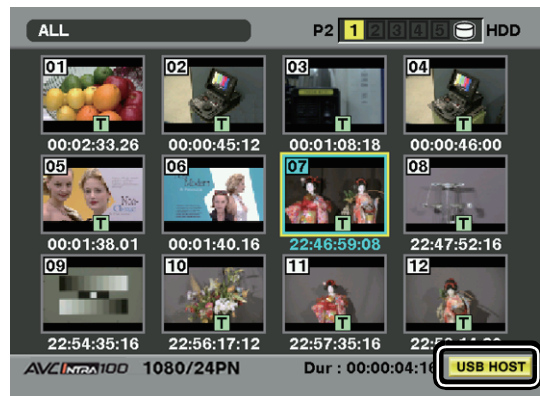 ALL P2 1 2 3 4 5 HDD
01 02 03 04
T T T T
00:02:33.26 00:00:45:12 00:01:08:18 00:00:46:00
05 06 07 08
T T T T
00:01:38.01 00:01:40.16 22:46:59:08 22:47:52:16
09 10 11 12
T T T
22:54:35:16 22:56:17:12 22:57:35:16
AVC INTRA 100 1080/24PN Dur : 00:00:04:16 USB HOST